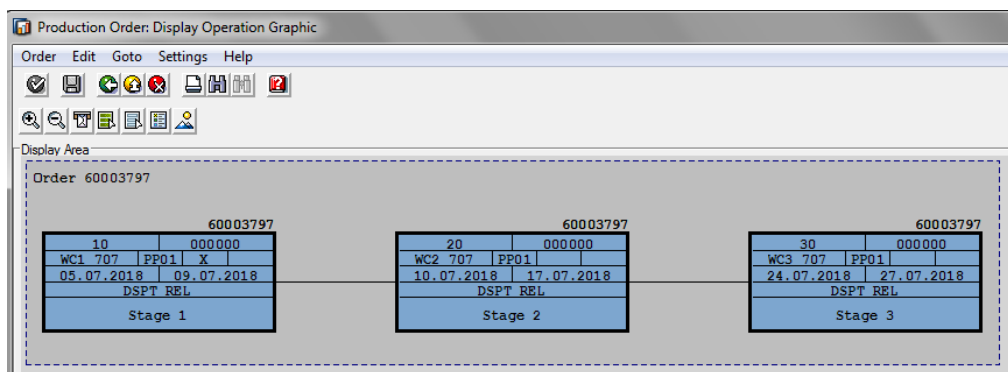 Production Order: Display Operation Graphic
Order Edit Goto Settings Help
Display Area
Order 60003797
60003797 60003797 60003797
10 000000 20 000000 30 000000
WC1 707 PP01 X WC2 707 PP01 WC3 707 PP01
05.07.2018 09.07.2018 10.07.2018 17.07.2018 24.07.2018 27.07.2018
DSPT REL DSPT REL DSPT REL
Stage 1 Stage 2 Stage 3